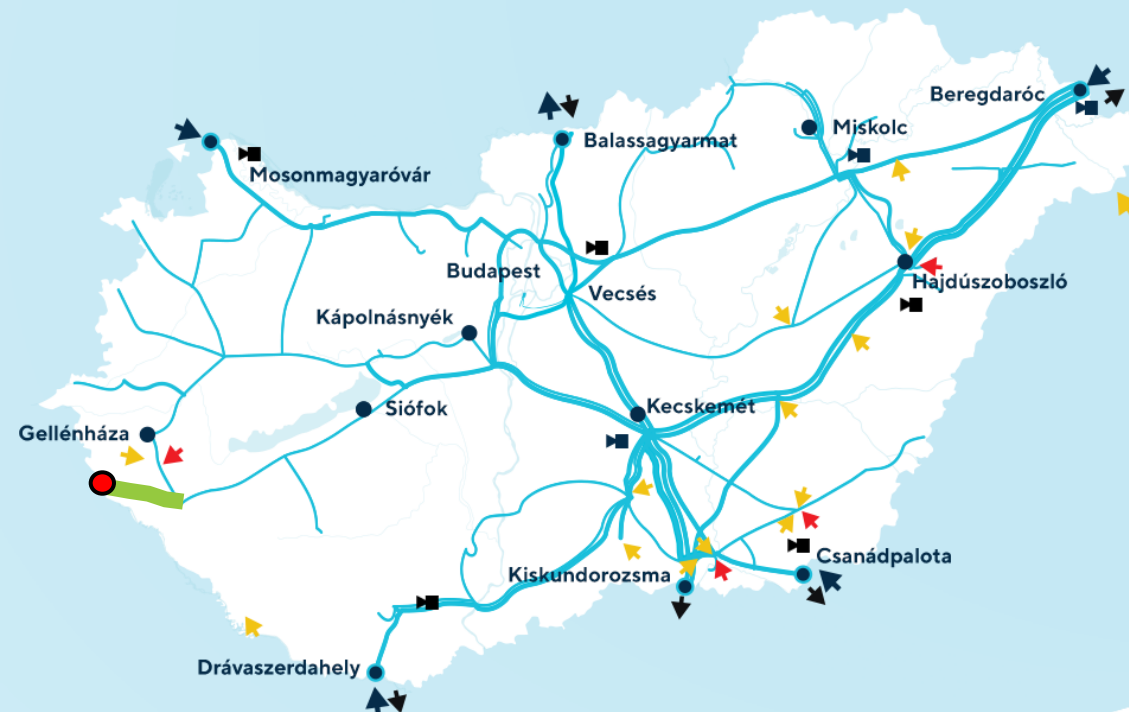 Beregdaróc
Miskolc
Balassagyarmat
Mosonmagyaróvár
Budapest
Hajdúszoboszló
Vecsés
Kápolnásnyék
Siófok
Kecskemét
Gellénháza
Csanádpalota
Kiskundorozsma
Drávaszerdahely